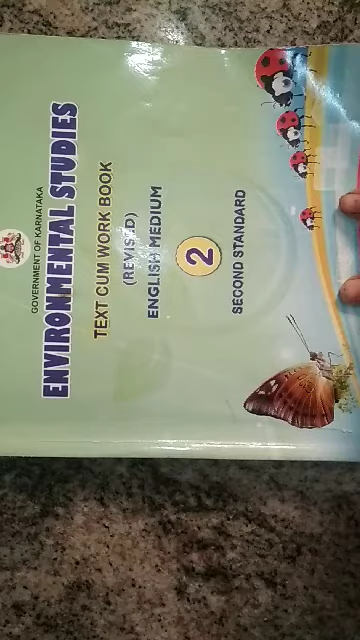 GOVERNMENT OF KARNATAKA
ENVIRONMENTAL STUDIES
TEXT CUM WORK BOOK
(REVISED)
ENGLISH MEDIUM
2
SECOND STANDARD